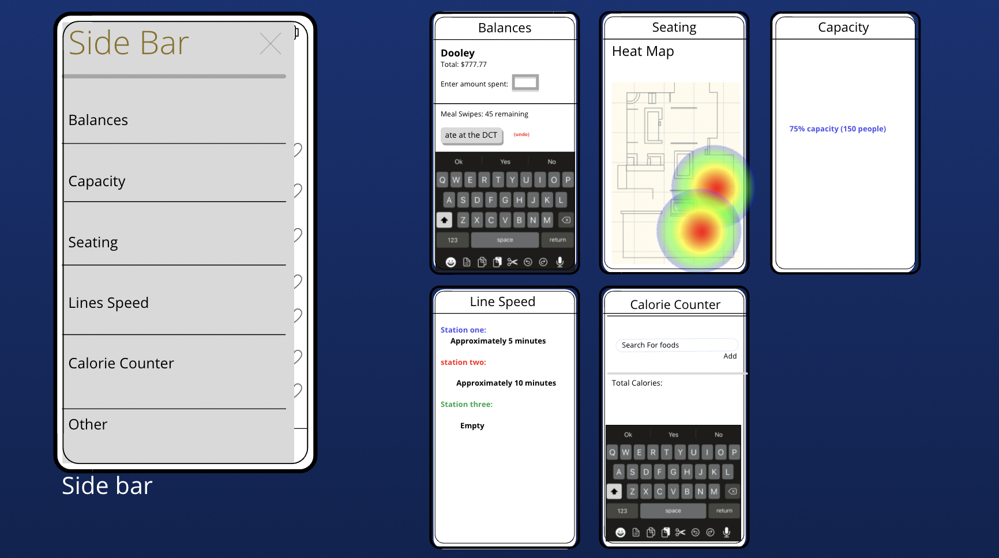 Side Bar
Balances
Capacity
Seating
Lines Speed
Calorie Counter
Other
Side bar
Balances
Dooley
Total: $777.77
Enter amount spent:
Meal Swipes: 45 remaining
ate at the DCT (undo)
Ok Yes No
Q W E R T Y U I O P
A S D F G H J K L
Z X C V B N M
123 space return
Seating
Heat Map
Capacity
75% capacity (150 people)
Line Speed
Station one:
Approximately 5 minutes
station two:
Approximately 10 minutes
Station three:
Empty
Calorie Counter
Search For foods
Add
Total Calories:
Ok Yes No
Q W E R T Y U I O P
A S D F G H J K L
Z X C V B N M
123 space return